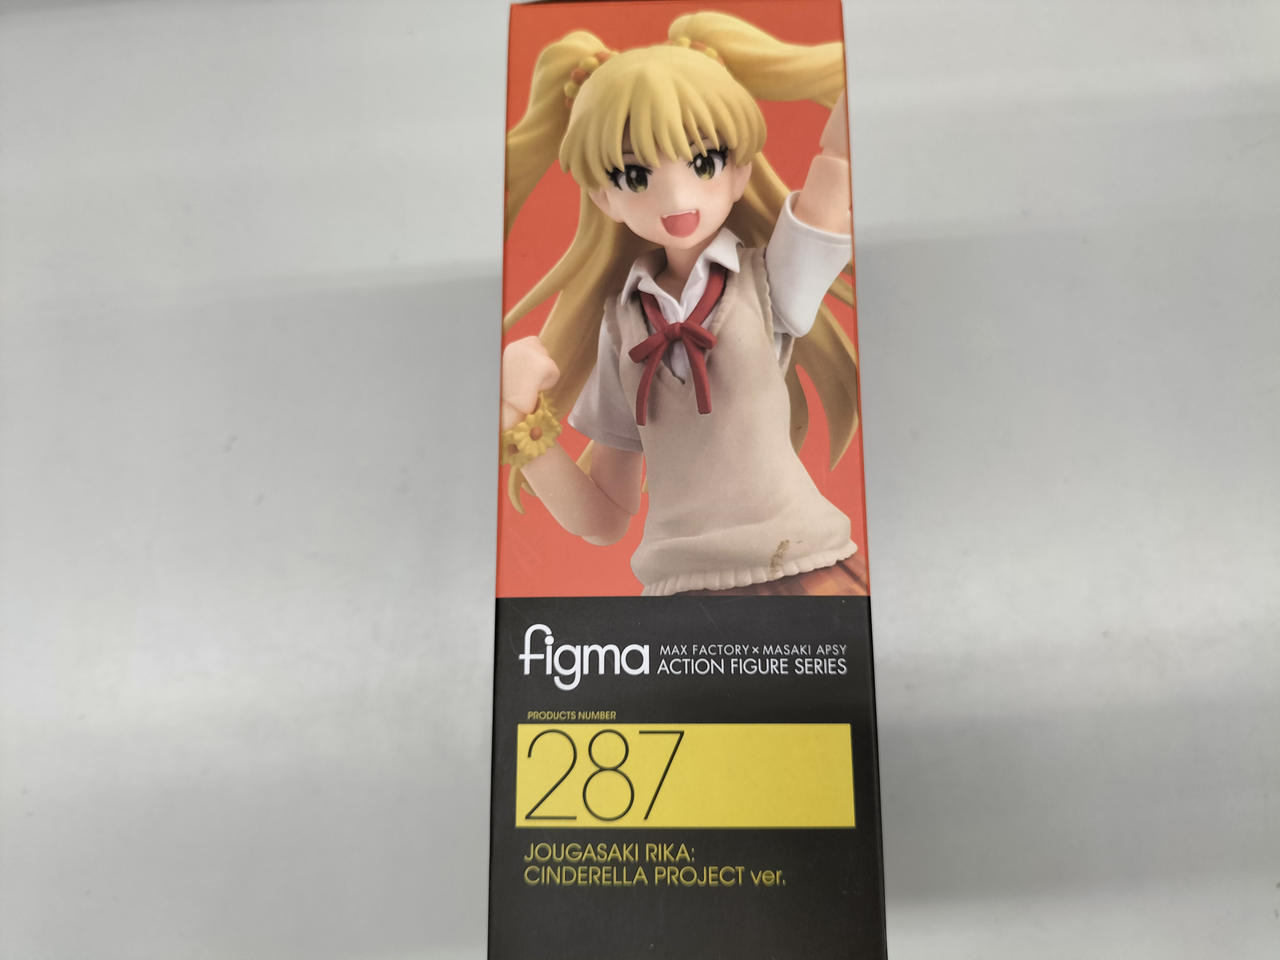 figma
MAX FACTORY × MASAKI APSY
ACTION FIGURE SERIES
PRODUCTS NUMBER
287
JOUGASAKI RIKA:
CINDERELLA PROJECT ver.